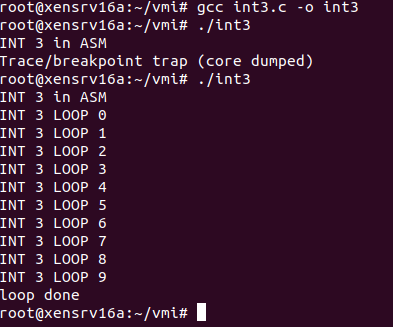 root@xensrv16a:~/vmi# gcc int3.c -o int3
root@xensrv16a:~/vmi# ./int3
INT 3 in ASM
Trace/breakpoint trap (core dumped)
root@xensrv16a:~/vmi# ./int3
INT 3 in ASM
INT 3 LOOP 0
INT 3 LOOP 1
INT 3 LOOP 2
INT 3 LOOP 3
INT 3 LOOP 4
INT 3 LOOP 5
INT 3 LOOP 6
INT 3 LOOP 7
INT 3 LOOP 8
INT 3 LOOP 9
loop done
root@xensrv16a:~/vmi#